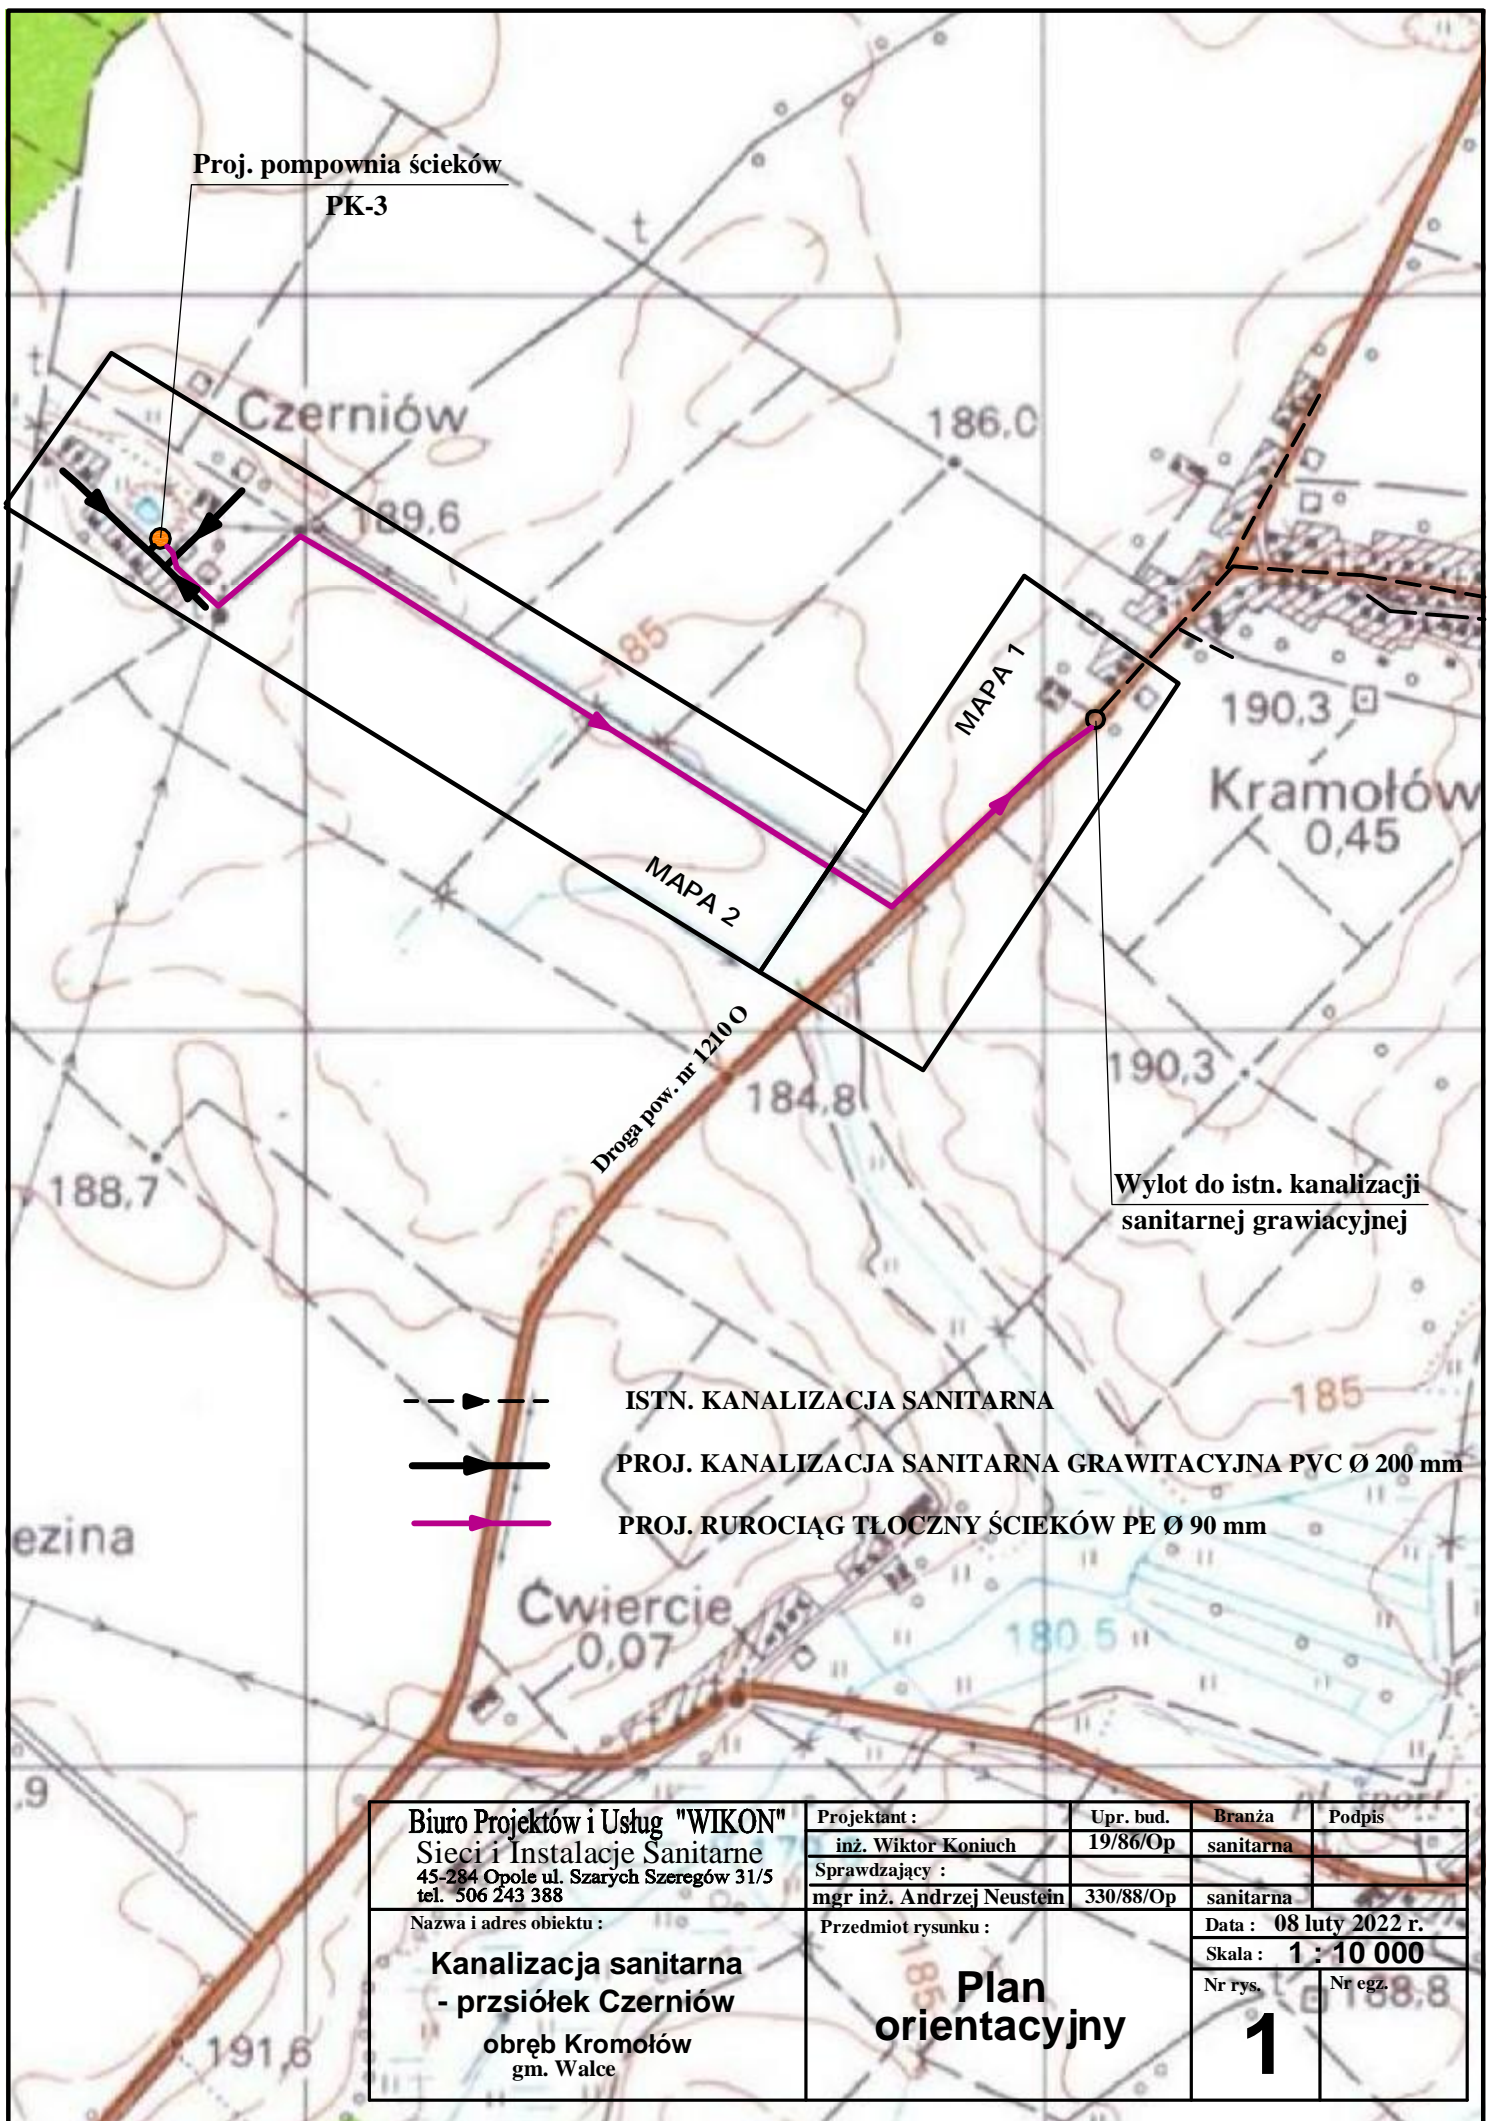 Proj. pompownia ścieków
PK-3
t
t
Czerniów
186,0
189,6
185
MAPA 1
190,3
Kramołów
0,45
MAPA 2
Droga pow. nr 1210 O
184,8
190,3
188,7
Wylot do istn. kanalizacji
sanitarnej grawiacyjnej
185
ISTN. KANALIZACJA SANITARNA
PROJ. KANALIZACJA SANITARNA GRAWITACYJNA PVC Ø 200 mm
PROJ. RUROCIĄG TŁOCZNY ŚCIEKÓW PE Ø 90 mm
ezina
Ćwiercie
0,07
180,5
,9
Biuro Projektów i Usług "WIKON"
Sieci i Instalacje Sanitarne
45-284 Opole ul. Szarych Szeregów 31/5
tel. 506 243 388
Projektant :
Upr. bud.
Branża
Podpis
inż. Wiktor Koniuch
19/86/Op
sanitarna
Sprawdzający :
mgr inż. Andrzej Neustein
330/88/Op
sanitarna
Nazwa i adres obiektu :
Kanalizacja sanitarna
- przsiółek Czerniów
obręb Kromołów
gm. Walce
Przedmiot rysunku :
Plan
orientacyjny
Data : 08 luty 2022 r.
Skala : 1 : 10 000
Nr rys.
1
Nr egz.
t
188,8
185
191,6